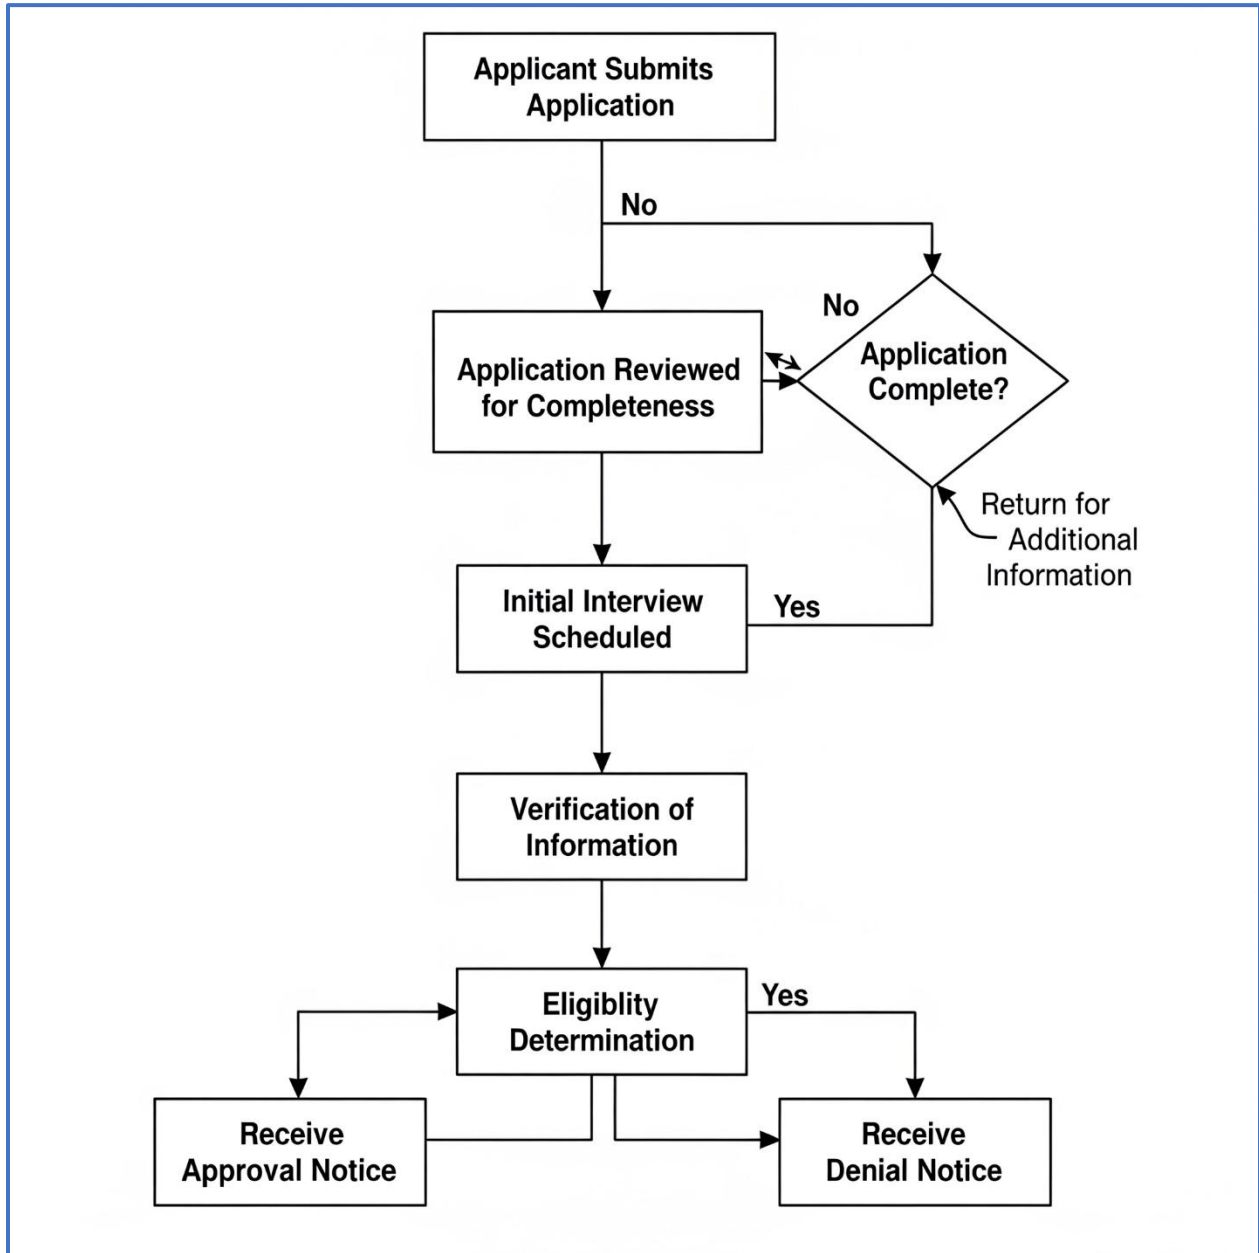 Applicant Submits
Application
No
No
Application Reviewed
for Completeness
Application
Complete?
Return for
Additional
Information
Initial Interview
Scheduled
Yes
Verification of
Information
Eligiblity
Determination
Yes
Receive
Approval Notice
Receive
Denial Notice